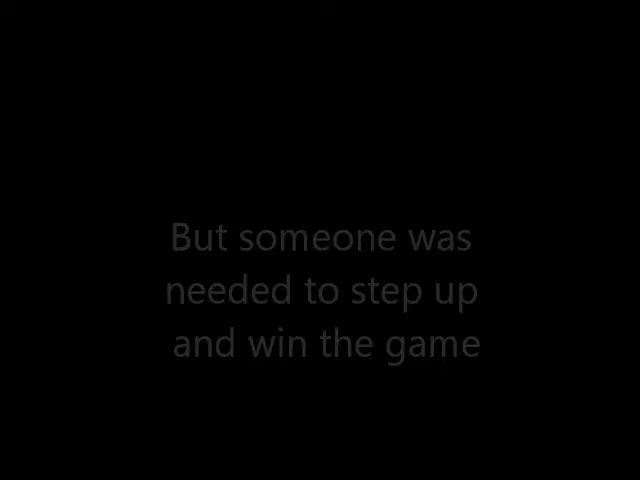 But someone was
needed to step up
and win the game